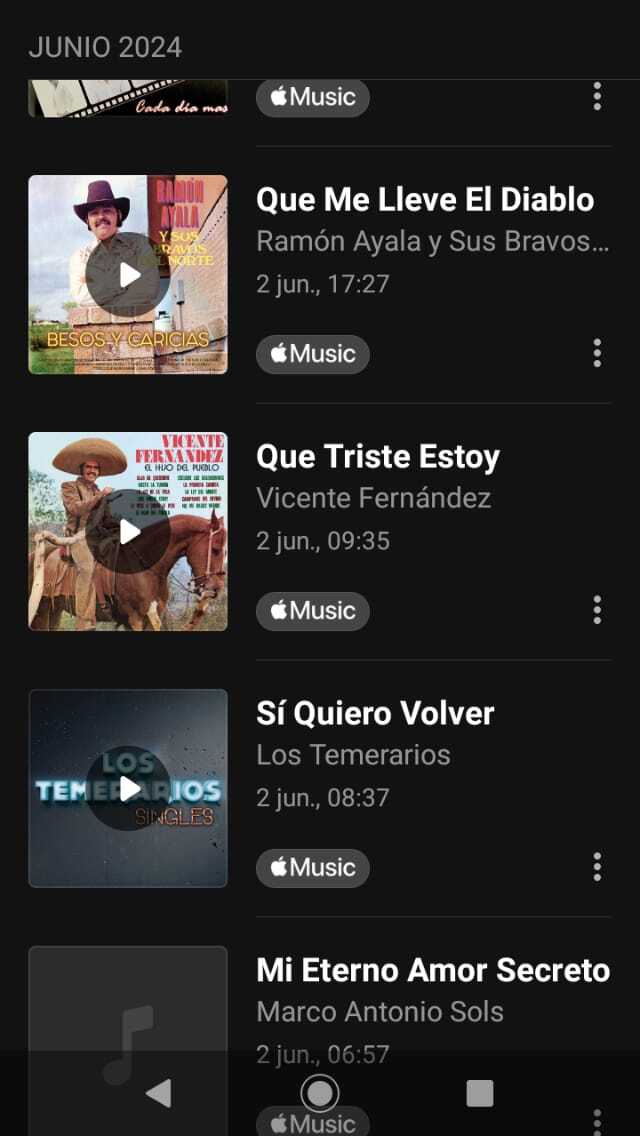 JUNIO 2024
Cada día mas
Music
RAMÓN
AYALA
Y SUS
BRAVOS
DEL NORTE
BESOS Y CARICIAS
Que Me Lleve El Diablo
Ramón Ayala y Sus Bravos…
2 jun., 17:27
Music
VICENTE
FERNANDEZ
EL HIJO DEL PUEBLO
Que Triste Estoy
Vicente Fernández
2 jun., 09:35
Music
LOS
TEMERARIOS
SINGLES
Sí Quiero Volver
Los Temerarios
2 jun., 08:37
Music
Mi Eterno Amor Secreto
Marco Antonio Sols
2 jun., 06:57
Music